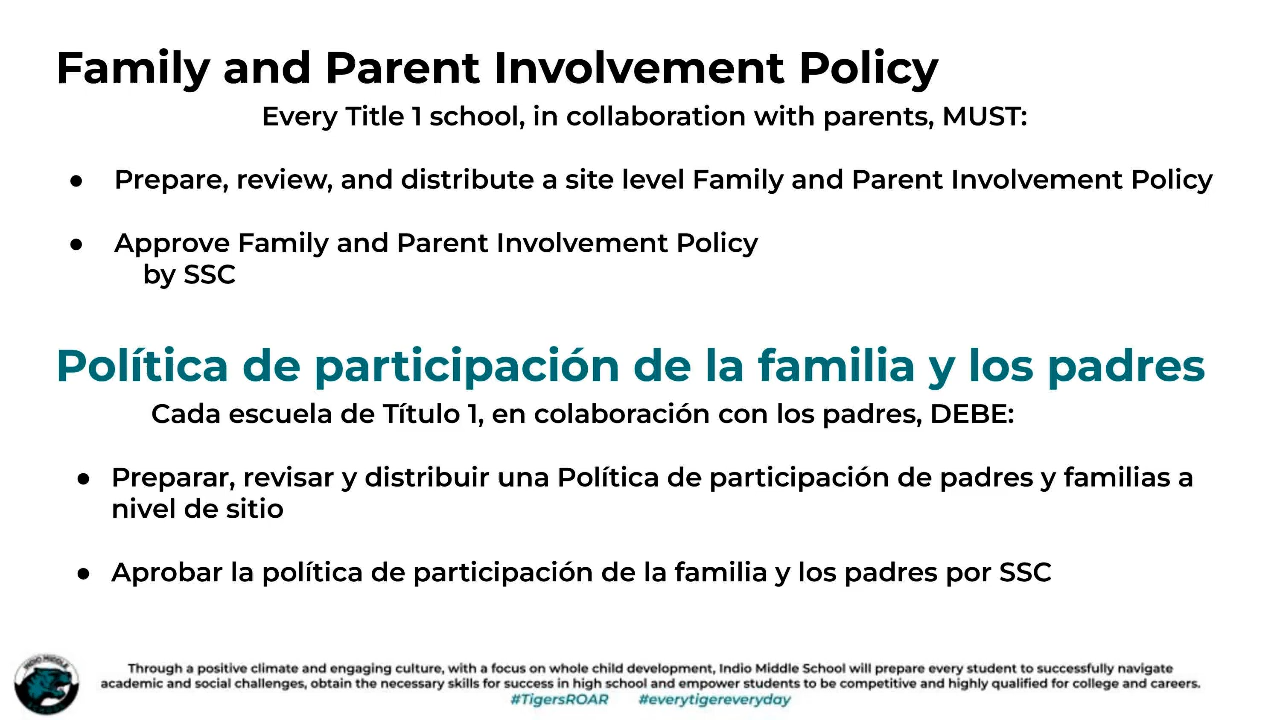 Family and Parent Involvement Policy
Every Title 1 school, in collaboration with parents, MUST:
● Prepare, review, and distribute a site level Family and Parent Involvement Policy
● Approve Family and Parent Involvement Policy
by SSC
Política de participación de la familia y los padres
Cada escuela de Título 1, en colaboración con los padres, DEBE:
● Preparar, revisar y distribuir una Política de participación de padres y familias a
nivel de sitio
● Aprobar la política de participación de la familia y los padres por SSC
INDIO MIDDLE
Through a positive climate and engaging culture, with a focus on whole child development, Indio Middle School will prepare every student to successfully navigate
academic and social challenges, obtain the necessary skills for success in high school and empower students to be competitive and highly qualified for college and careers.
#TigersROAR #everytigereveryday